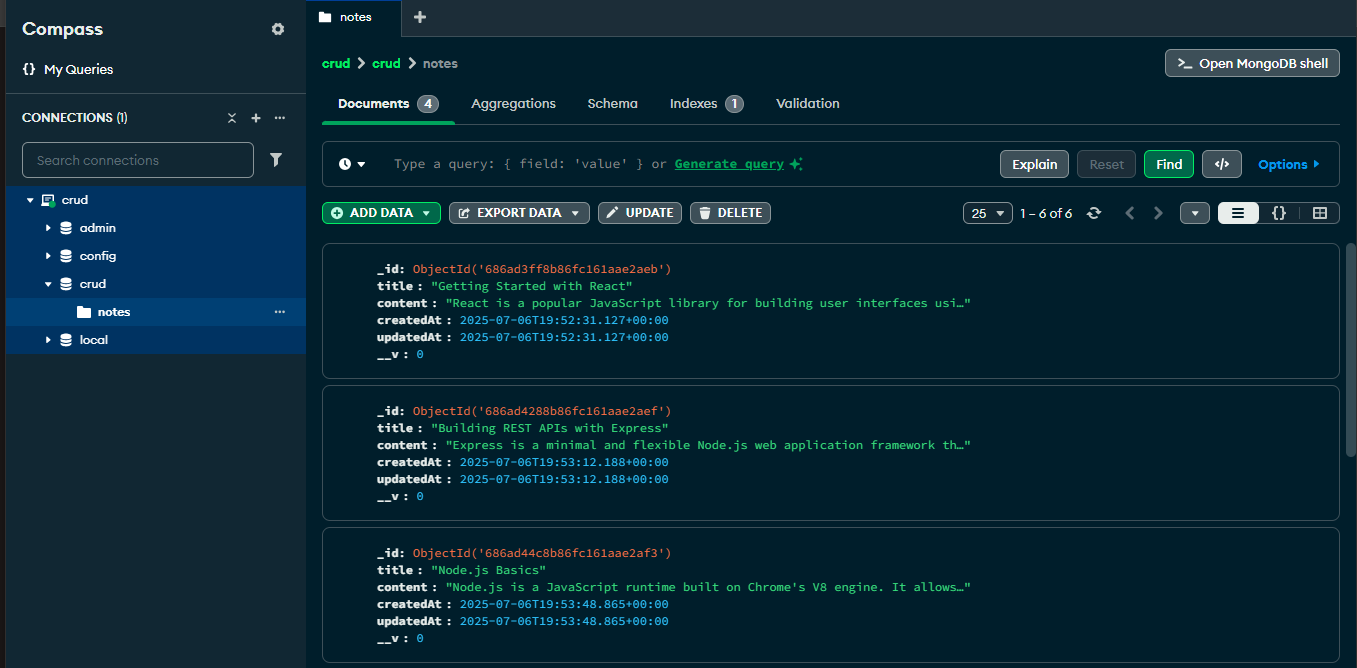 Compass
My Queries
CONNECTIONS (1)
Search connections
crud
admin
config
crud
notes
local
notes
crud > crud > notes
>_ Open MongoDB shell
Documents 4 Aggregations Schema Indexes 1 Validation
Type a query: { field: 'value' } or Generate query
Explain Reset Find </> Options
ADD DATA EXPORT DATA UPDATE DELETE
25 1 – 6 of 6
_id: ObjectId('686ad3ff8b86fc161aae2aeb')
title : "Getting Started with React"
content : "React is a popular JavaScript library for building user interfaces usi…"
createdAt : 2025-07-06T19:52:31.127+00:00
updatedAt : 2025-07-06T19:52:31.127+00:00
__v : 0
_id: ObjectId('686ad4288b86fc161aae2aef')
title : "Building REST APIs with Express"
content : "Express is a minimal and flexible Node.js web application framework th…"
createdAt : 2025-07-06T19:53:12.188+00:00
updatedAt : 2025-07-06T19:53:12.188+00:00
__v : 0
_id: ObjectId('686ad44c8b86fc161aae2af3')
title : "Node.js Basics"
content : "Node.js is a JavaScript runtime built on Chrome's V8 engine. It allows…"
createdAt : 2025-07-06T19:53:48.865+00:00
updatedAt : 2025-07-06T19:53:48.865+00:00
__v : 0